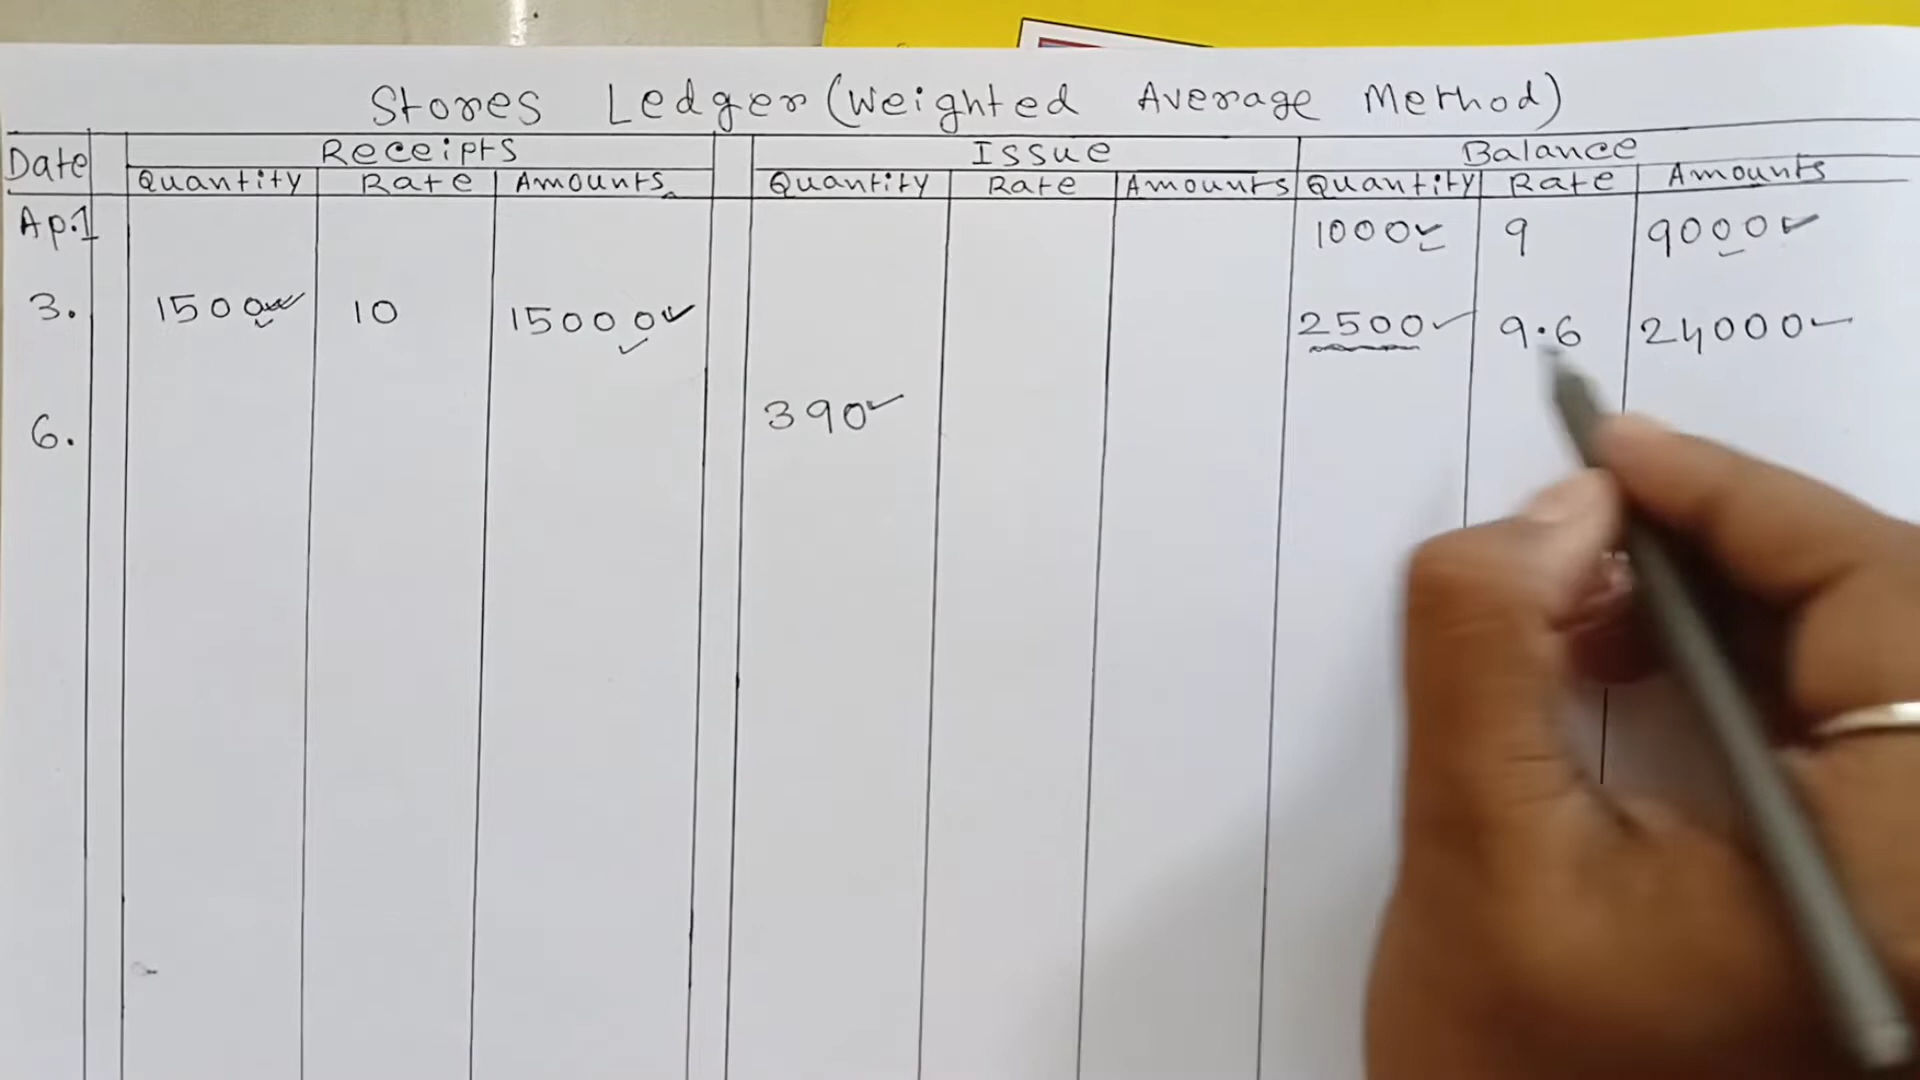 Stores Ledger (Weighted Average Method)
Date Receipts Issue Balance
Quantity Rate Amounts Quantity Rate Amounts Quantity Rate Amounts
Ap.1 1000 9 9000
3. 1500 10 15000 2500 9.6 24000
6. 390